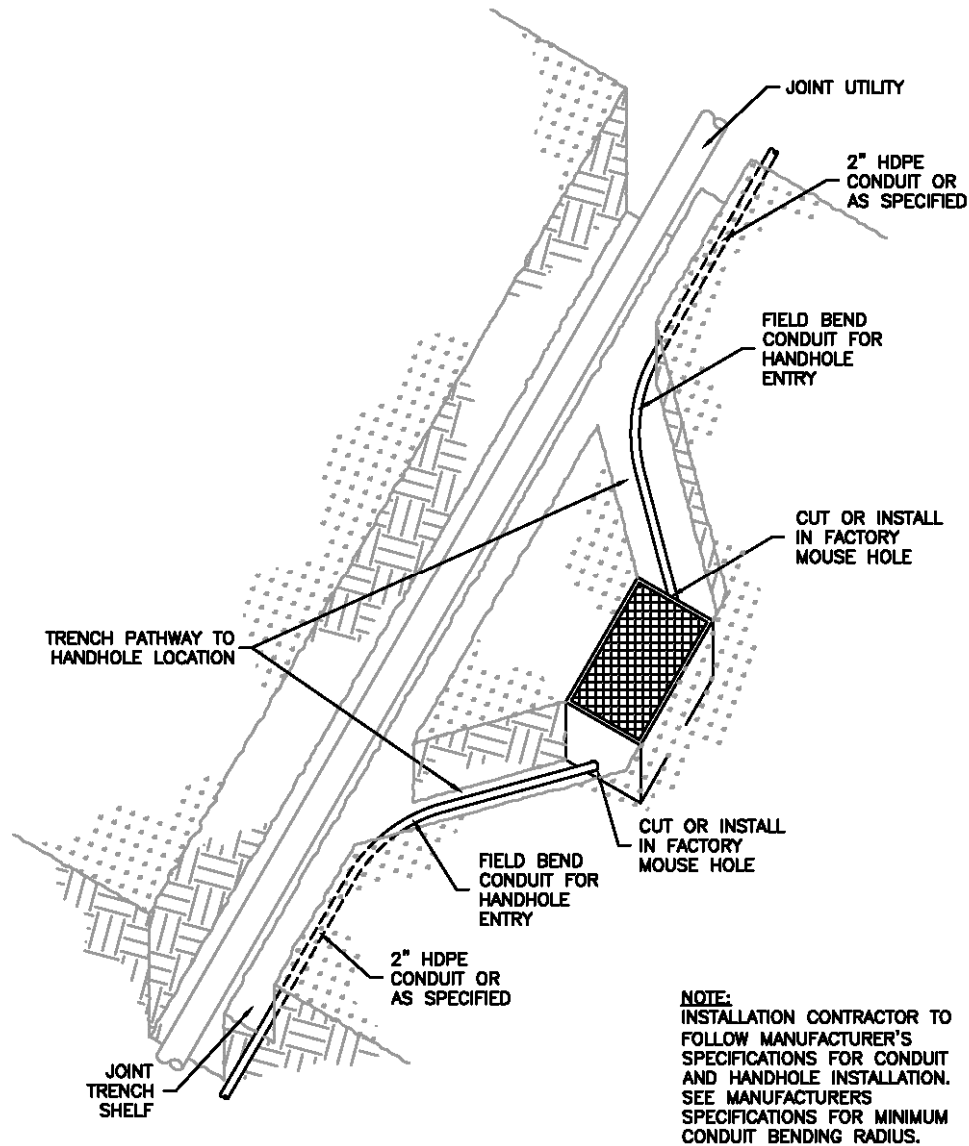 JOINT UTILITY
2" HDPE
CONDUIT OR
AS SPECIFIED
FIELD BEND
CONDUIT FOR
HANDHOLE
ENTRY
CUT OR INSTALL
IN FACTORY
MOUSE HOLE
TRENCH PATHWAY TO
HANDHOLE LOCATION
CUT OR INSTALL
IN FACTORY
MOUSE HOLE
FIELD BEND
CONDUIT FOR
HANDHOLE
ENTRY
2" HDPE
CONDUIT OR
AS SPECIFIED
JOINT
TRENCH
SHELF
NOTE:
INSTALLATION CONTRACTOR TO
FOLLOW MANUFACTURER'S
SPECIFICATIONS FOR CONDUIT
AND HANDHOLE INSTALLATION.
SEE MANUFACTURERS
SPECIFICATIONS FOR MINIMUM
CONDUIT BENDING RADIUS.